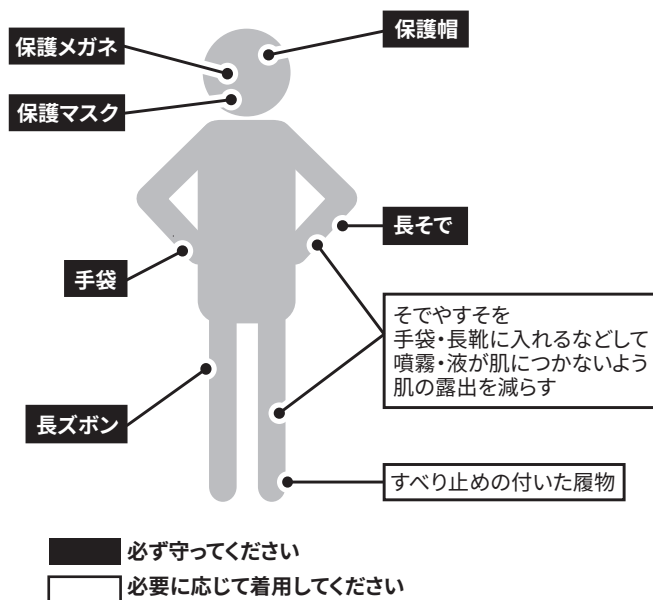 保護メガネ
保護帽
保護マスク
長そで
手袋
そでやすそを
手袋・長靴に入れるなどして
噴霧・液が肌につかないよう
肌の露出を減らす
長ズボン
すべり止めの付いた履物
必ず守ってください
必要に応じて着用してください